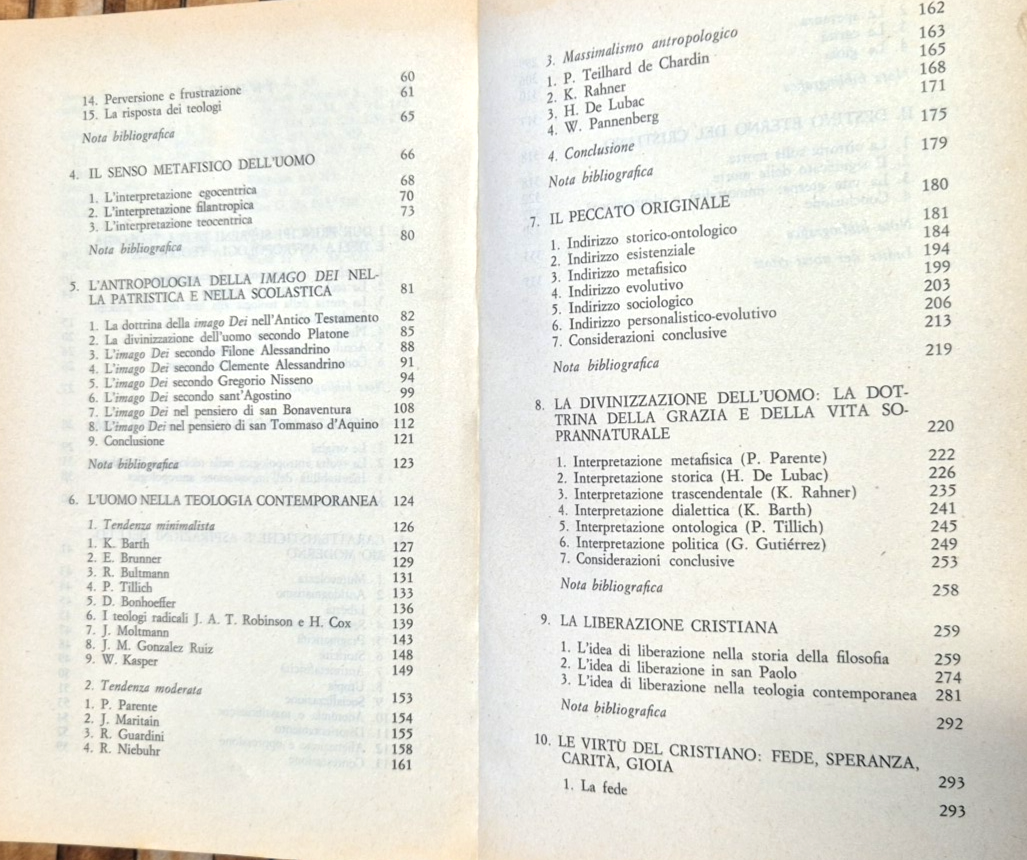 14. Perversione e frustrazione 60
15. La risposta dei teologi 61
Nota bibliografica 65
4. IL SENSO METAFISICO DELL'UOMO 66
1. L'interpretazione egocentrica 68
2. L'interpretazione filantropica 70
3. L'interpretazione teocentrica 73
Nota bibliografica 80
5. L'ANTROPOLOGIA DELLA IMAGO DEI NEL-
LA PATRISTICA E NELLA SCOLASTICA 81
1. La dottrina della imago Dei nell'Antico Testamento 82
2. La divinizzazione dell'uomo secondo Platone 85
3. L'imago Dei secondo Filone Alessandrino 88
4. L'imago Dei secondo Clemente Alessandrino 91
5. L'imago Dei secondo Gregorio Nisseno 94
6. L'imago Dei secondo sant'Agostino 99
7. L'imago Dei nel pensiero di san Bonaventura 108
8. L'imago Dei nel pensiero di san Tommaso d'Aquino 112
9. Conclusione 121
Nota bibliografica 123
6. L'UOMO NELLA TEOLOGIA CONTEMPORANEA 124
1. Tendenza minimalista 126
1. K. Barth 127
2. E. Brunner 129
3. R. Bultmann 131
4. P. Tillich 133
5. D. Bonhoeffer 136
6. I teologi radicali J. A. T. Robinson e H. Cox 139
7. J. Moltmann 143
8. J. M. Gonzalez Ruiz 148
9. W. Kasper 149
2. Tendenza moderata 153
1. P. Parente 154
2. J. Maritain 155
3. R. Guardini 158
4. R. Niebuhr 161
3. Massimalismo antropologico 162
1. P. Teilhard de Chardin 163
2. K. Rahner 165
3. H. De Lubac 168
4. W. Pannenberg 171
4. Conclusione 175
Nota bibliografica 179
7. IL PECCATO ORIGINALE 180
1. Indirizzo storico-ontologico 181
2. Indirizzo esistenziale 184
3. Indirizzo metafisico 194
4. Indirizzo evolutivo 199
5. Indirizzo sociologico 203
6. Indirizzo personalistico-evolutivo 206
7. Considerazioni conclusive 213
Nota bibliografica 219
8. LA DIVINIZZAZIONE DELL'UOMO: LA DOT-
TRINA DELLA GRAZIA E DELLA VITA SO-
PRANNATURALE 220
1. Interpretazione metafisica (P. Parente) 222
2. Interpretazione storica (H. De Lubac) 226
3. Interpretazione trascendentale (K. Rahner) 235
4. Interpretazione dialettica (K. Barth) 241
5. Interpretazione ontologica (P. Tillich) 245
6. Interpretazione politica (G. Gutiérrez) 249
7. Considerazioni conclusive 253
Nota bibliografica 258
9. LA LIBERAZIONE CRISTIANA 259
1. L'idea di liberazione nella storia della filosofia 259
2. L'idea di liberazione in san Paolo 274
3. L'idea di liberazione nella teologia contemporanea 281
Nota bibliografica 292
10. LE VIRTÙ DEL CRISTIANO: FEDE, SPERANZA,
CARITÀ, GIOIA 293
1. La fede 293